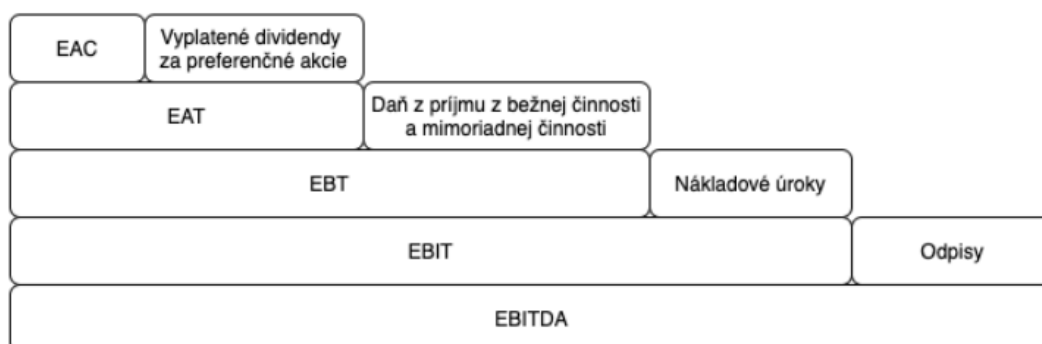 EAC
Vyplatené dividendy
za preferenčné akcie
EAT
Daň z príjmu z bežnej činnosti
a mimoriadnej činnosti
EBT
Nákladové úroky
EBIT
Odpisy
EBITDA